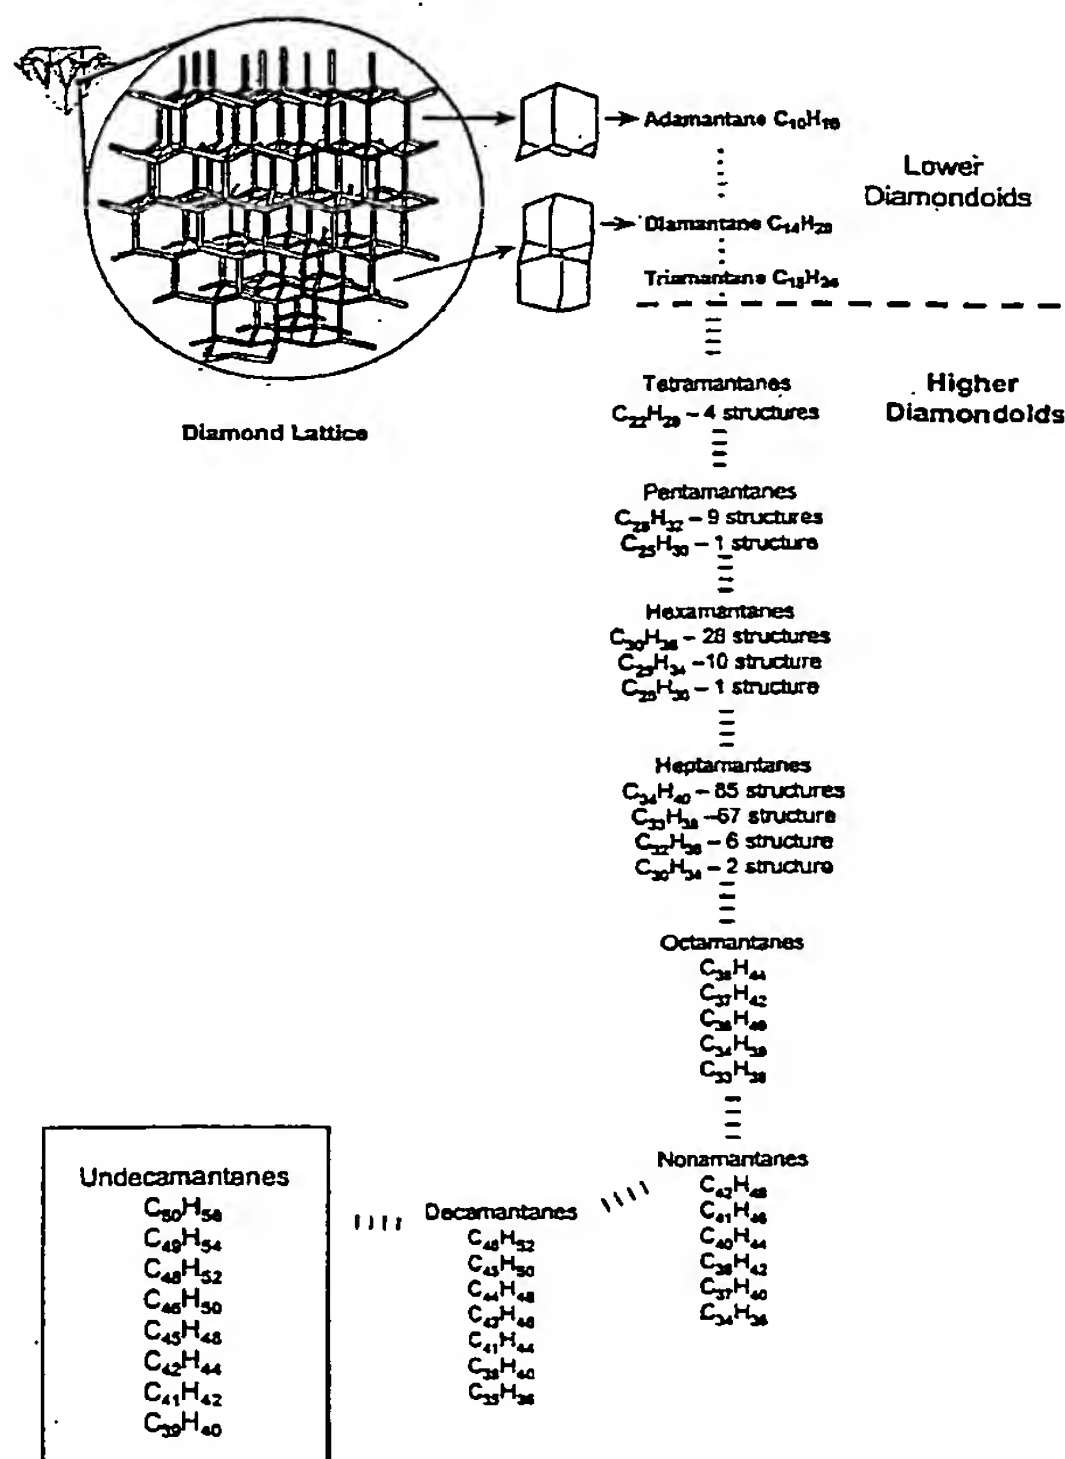 Adamantane C₁₀H₁₆
Lower
Diamondoids
Diamantane C₁₄H₂₀
Triamantane C₁₈H₂₄
Diamond Lattice
Higher
Diamondoids
Tetramantanes
C₂₂H₂₈ – 4 structures
Pentamantanes
C₂₆H₃₂ – 9 structures
C₂₅H₃₀ – 1 structure
Hexamantanes
C₃₀H₃₆ – 28 structures
C₂₉H₃₄ –10 structure
C₂₆H₃₀ – 1 structure
Heptamantanes
C₃₄H₄₀ – 85 structures
C₃₃H₃₈ –67 structure
C₃₂H₃₆ – 6 structure
C₃₀H₃₄ – 2 structure
Octamantanes
C₃₈H₄₄
C₃₇H₄₂
C₃₆H₄₀
C₃₄H₃₈
C₃₃H₃₆
Nonamantanes
C₄₂H₄₈
C₄₁H₄₆
C₄₀H₄₄
C₃₈H₄₂
C₃₇H₄₀
C₃₄H₃₆
Decamantanes
C₄₆H₅₂
C₄₅H₅₀
C₄₄H₄₈
C₄₂H₄₆
C₄₁H₄₄
C₃₈H₄₀
C₃₅H₃₆
Undecamantanes
C₅₀H₅₆
C₄₉H₅₄
C₄₈H₅₂
C₄₆H₅₀
C₄₅H₄₈
C₄₂H₄₄
C₄₁H₄₂
C₃₉H₄₀